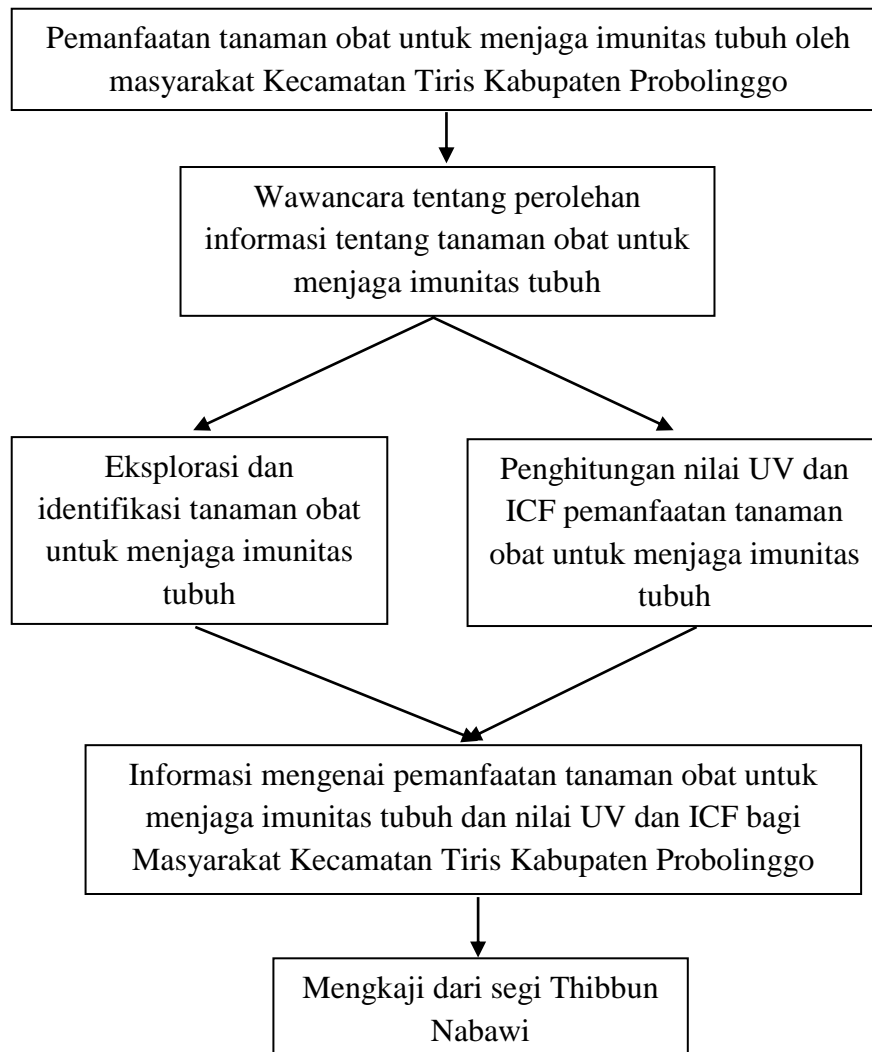 Pemanfaatan tanaman obat untuk menjaga imunitas tubuh oleh
masyarakat Kecamatan Tiris Kabupaten Probolinggo
Wawancara tentang perolehan
informasi tentang tanaman obat untuk
menjaga imunitas tubuh
Eksplorasi dan
identifikasi tanaman obat
untuk menjaga imunitas
tubuh
Penghitungan nilai UV dan
ICF pemanfaatan tanaman
obat untuk menjaga imunitas
tubuh
Informasi mengenai pemanfaatan tanaman obat untuk
menjaga imunitas tubuh dan nilai UV dan ICF bagi
Masyarakat Kecamatan Tiris Kabupaten Probolinggo
Mengkaji dari segi Thibbun
Nabawi